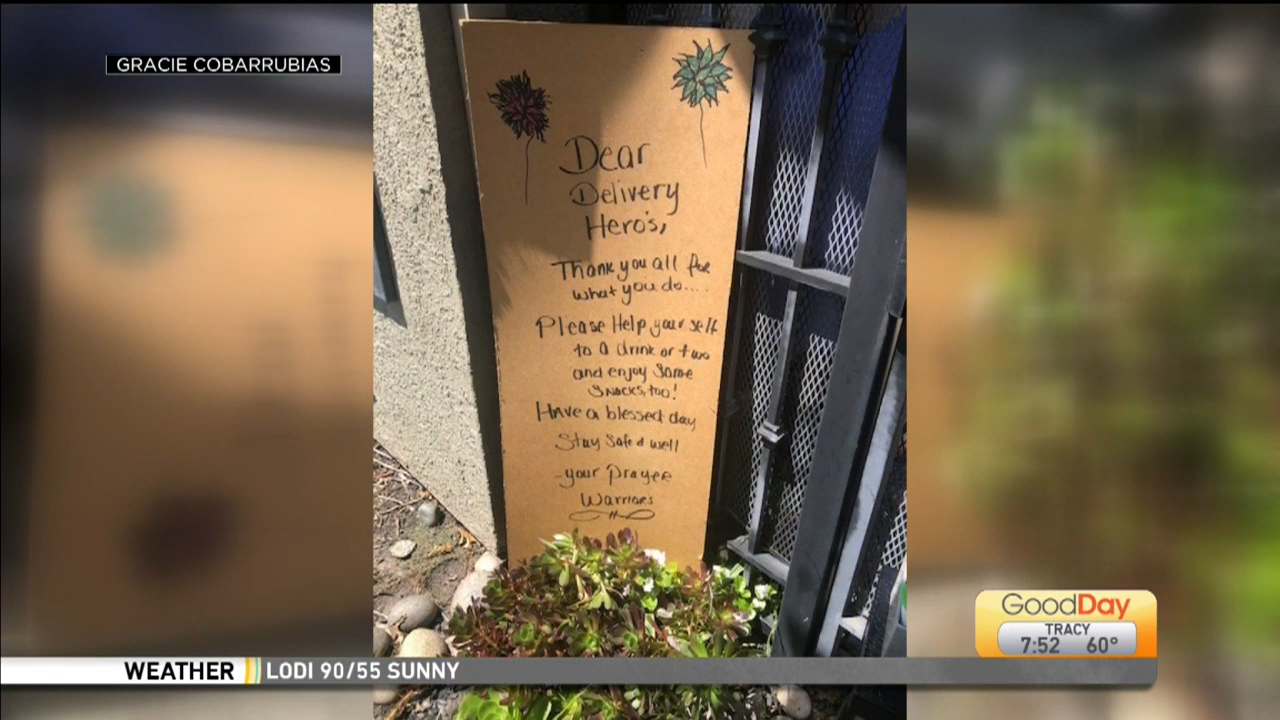 GRACIE COBARRUBIAS
Dear
Delivery
Hero's,
Thank you all for
what you do....
Please Help your self
to a drink or two
and enjoy some
snacks, too!
Have a blessed day
Stay safe & well
-your Prayer
Warriors
GoodDay
TRACY
7:52 60°
WEATHER LODI 90/55 SUNNY